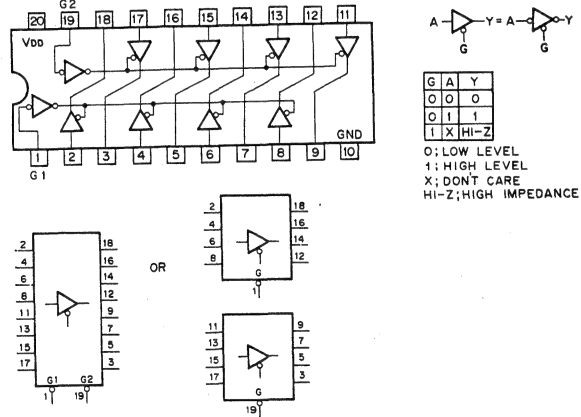 G2
20 19 18 17 16 15 14 13 12 11
VDD
GND
1 2 3 4 5 6 7 8 9 10
G1
A Y = A Y
G G
G A Y
0 0 0
0 1 1
1 X HI-Z
0; LOW LEVEL
1; HIGH LEVEL
X; DON'T CARE
HI-Z; HIGH IMPEDANCE
2 18
4 16
6 14
8 12
11 9
13 7
15 5
17 3
G1 G2
1 19
OR
2 18
4 16
6 14
8 12
G
1
11 9
13 7
15 5
17 3
G
19